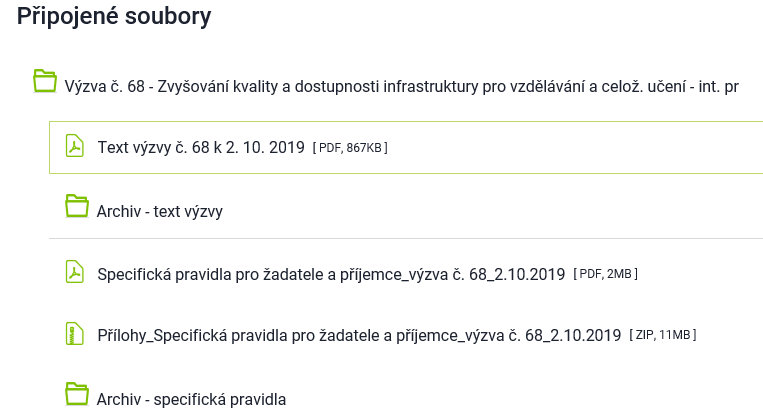 Připojené soubory
Výzva č. 68 - Zvyšování kvality a dostupnosti infrastruktury pro vzdělávání a celož. učení - int. pr
Text výzvy č. 68 k 2. 10. 2019 [ PDF, 867KB ]
Archiv - text výzvy
Specifická pravidla pro žadatele a příjemce_výzva č. 68_2.10.2019 [ PDF, 2MB ]
Přílohy_Specifická pravidla pro žadatele a příjemce_výzva č. 68_2.10.2019 [ ZIP, 11MB ]
Archiv - specifická pravidla